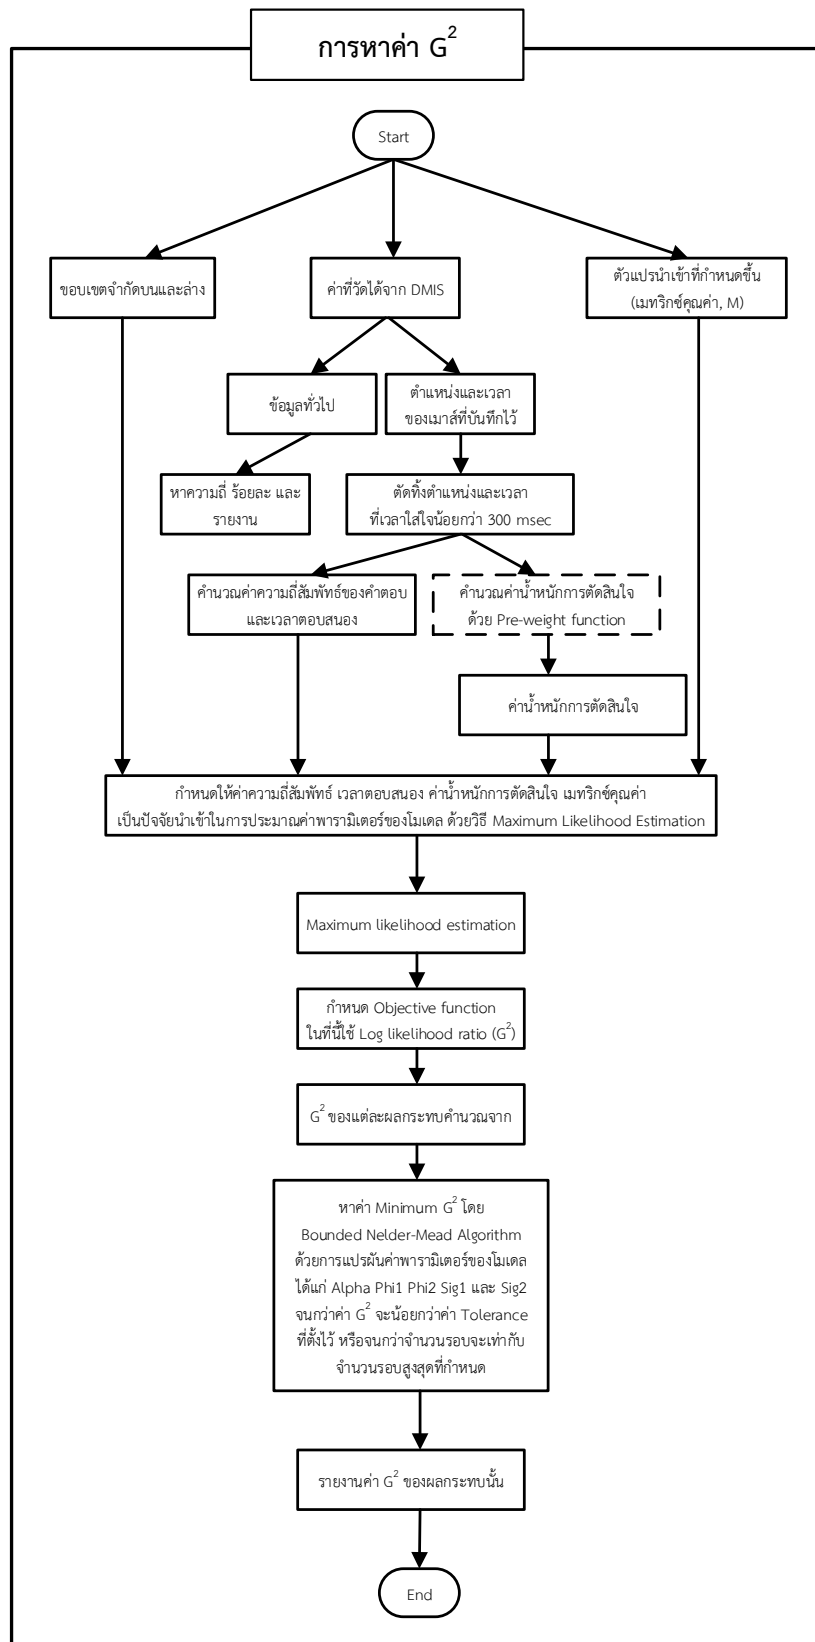 การหาค่า G²
Start
ขอบเขตจำกัดบนและล่าง
ค่าที่วัดได้จาก DMIS
ตัวแปรนำเข้าที่กำหนดขึ้น
(เมทริกซ์คุณค่า, M)
ข้อมูลทั่วไป
ตำแหน่งและเวลา
ของเมาส์ที่บันทึกไว้
หาความถี่ ร้อยละ และ
รายงาน
ตัดทิ้งตำแหน่งและเวลา
ที่เวลาใส่ใจน้อยกว่า 300 msec
คำนวณค่าความถี่สัมพัทธ์ของคำตอบ
และเวลาตอบสนอง
คำนวณค่าน้ำหนักการตัดสินใจ
ด้วย Pre-weight function
ค่าน้ำหนักการตัดสินใจ
กำหนดให้ค่าความถี่สัมพัทธ์ เวลาตอบสนอง ค่าน้ำหนักการตัดสินใจ เมทริกซ์คุณค่า
เป็นปัจจัยนำเข้าในการประมาณค่าพารามิเตอร์ของโมเดล ด้วยวิธี Maximum Likelihood Estimation
Maximum likelihood estimation
กำหนด Objective function
ในที่นี้ใช้ Log likelihood ratio (G²)
G² ของแต่ละผลกระทบคำนวณจาก
หาค่า Minimum G² โดย
Bounded Nelder-Mead Algorithm
ด้วยการแปรผันค่าพารามิเตอร์ของโมเดล
ได้แก่ Alpha Phi1 Phi2 Sig1 และ Sig2
จนกว่าค่า G² จะน้อยกว่าค่า Tolerance
ที่ตั้งไว้ หรือจนกว่าจำนวนรอบจะเท่ากับ
จำนวนรอบสูงสุดที่กำหนด
รายงานค่า G² ของผลกระทบนั้น
End